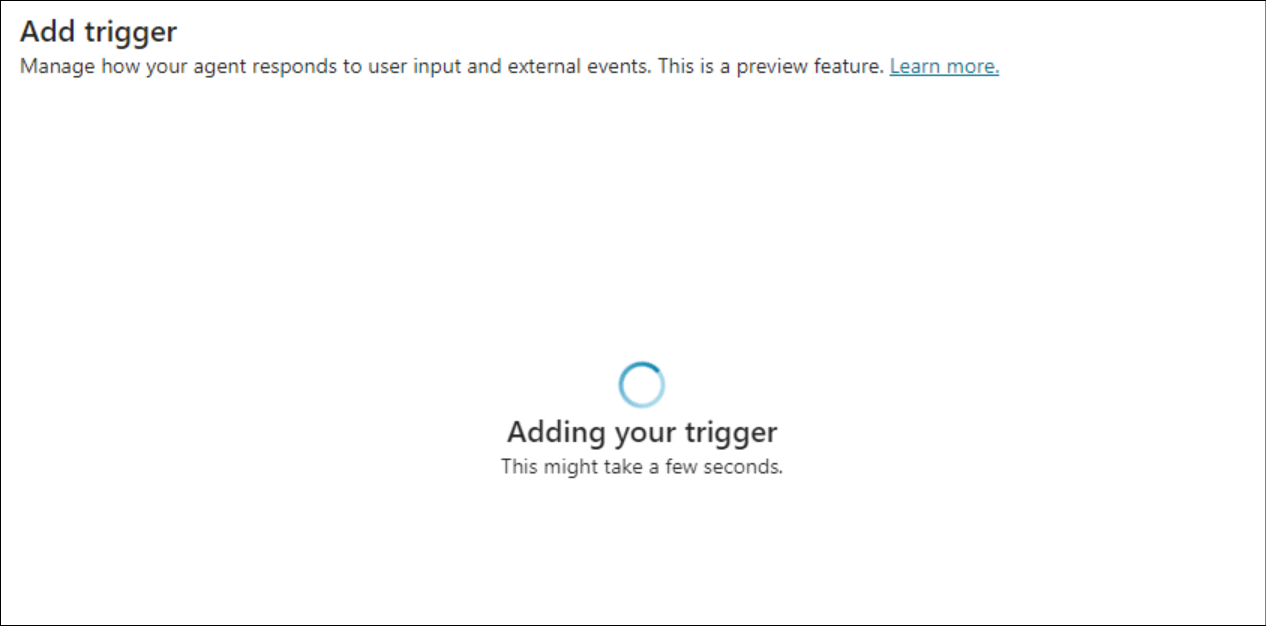 Add trigger
Manage how your agent responds to user input and external events. This is a preview feature. Learn more.
Adding your trigger
This might take a few seconds.